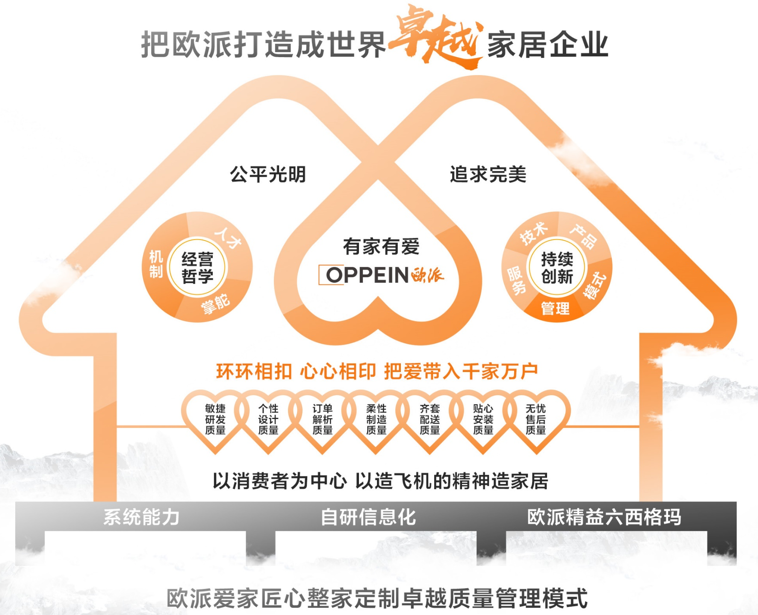 把欧派打造成世界卓越家居企业
公平光明
追求完美
人才
机制
掌舵
经营
哲学
有家有爱
OPPEIN欧派
技术
产品
服务
模式
管理
持续
创新
环环相扣 心心相印 把爱带入千家万户
敏捷
研发
质量
个性
设计
质量
订单
解析
质量
柔性
制造
质量
齐套
配送
质量
贴心
安装
质量
无忧
售后
质量
以消费者为中心 以造飞机的精神造家居
系统能力
自研信息化
欧派精益六西格玛
欧派爱家匠心整家定制卓越质量管理模式